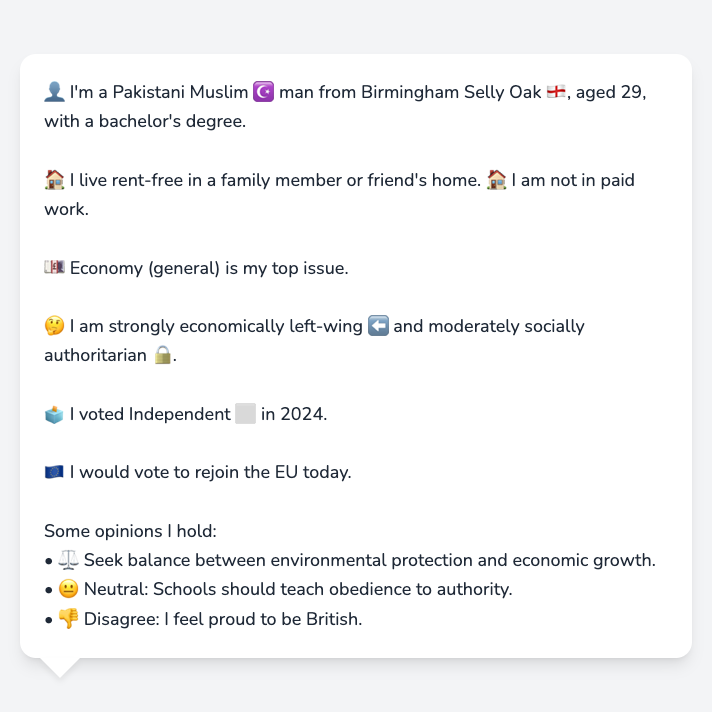 👤 I'm a Pakistani Muslim ☪️ man from Birmingham Selly Oak 🏴󠁧󠁢󠁥󠁮󠁧󠁿, aged 29,
with a bachelor's degree.
🏠 I live rent-free in a family member or friend's home. 🏠 I am not in paid
work.
💷 Economy (general) is my top issue.
🤔 I am strongly economically left-wing ⬅️ and moderately socially
authoritarian 🔒.
🗳️ I voted Independent ⬜ in 2024.
🇪🇺 I would vote to rejoin the EU today.
Some opinions I hold:
• ⚖️ Seek balance between environmental protection and economic growth.
• 😐 Neutral: Schools should teach obedience to authority.
• 👎 Disagree: I feel proud to be British.